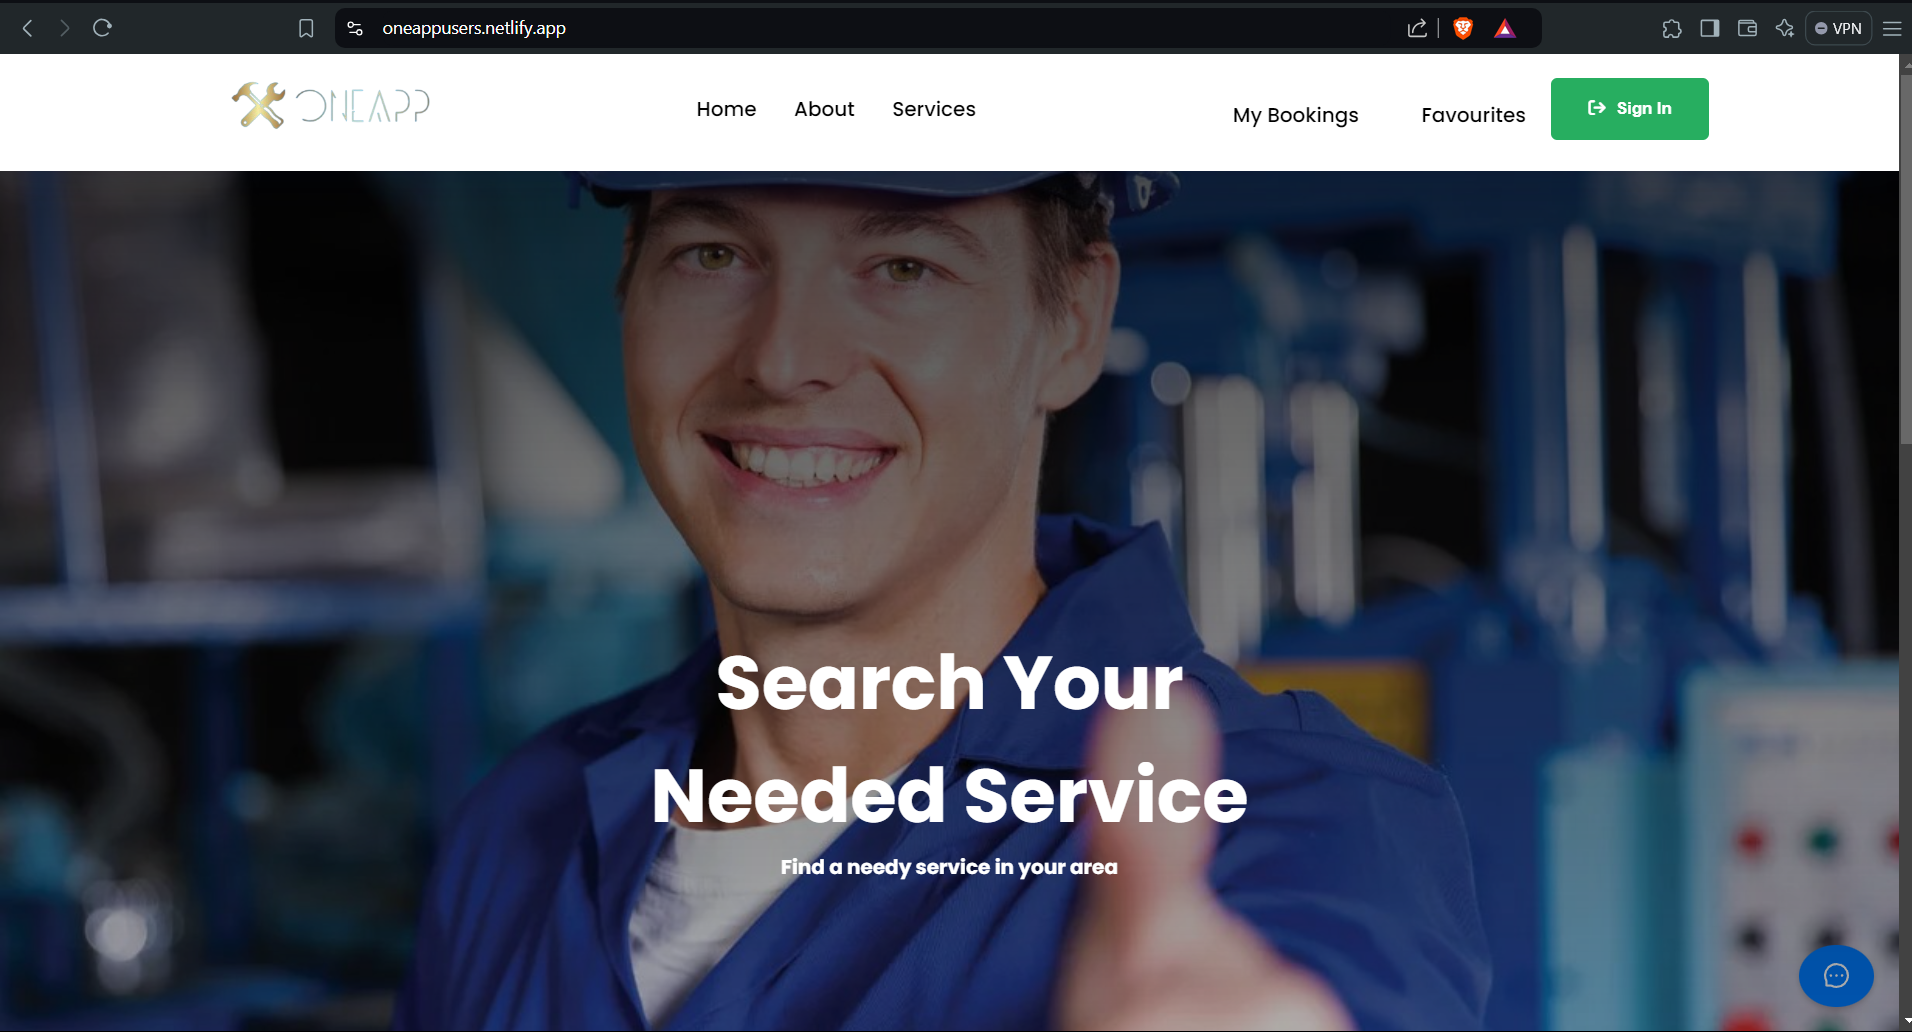 oneappusers.netlify.app
VPN
ONEAPP
Home About Services My Bookings Favourites Sign In
Search Your
Needed Service
Find a needy service in your area